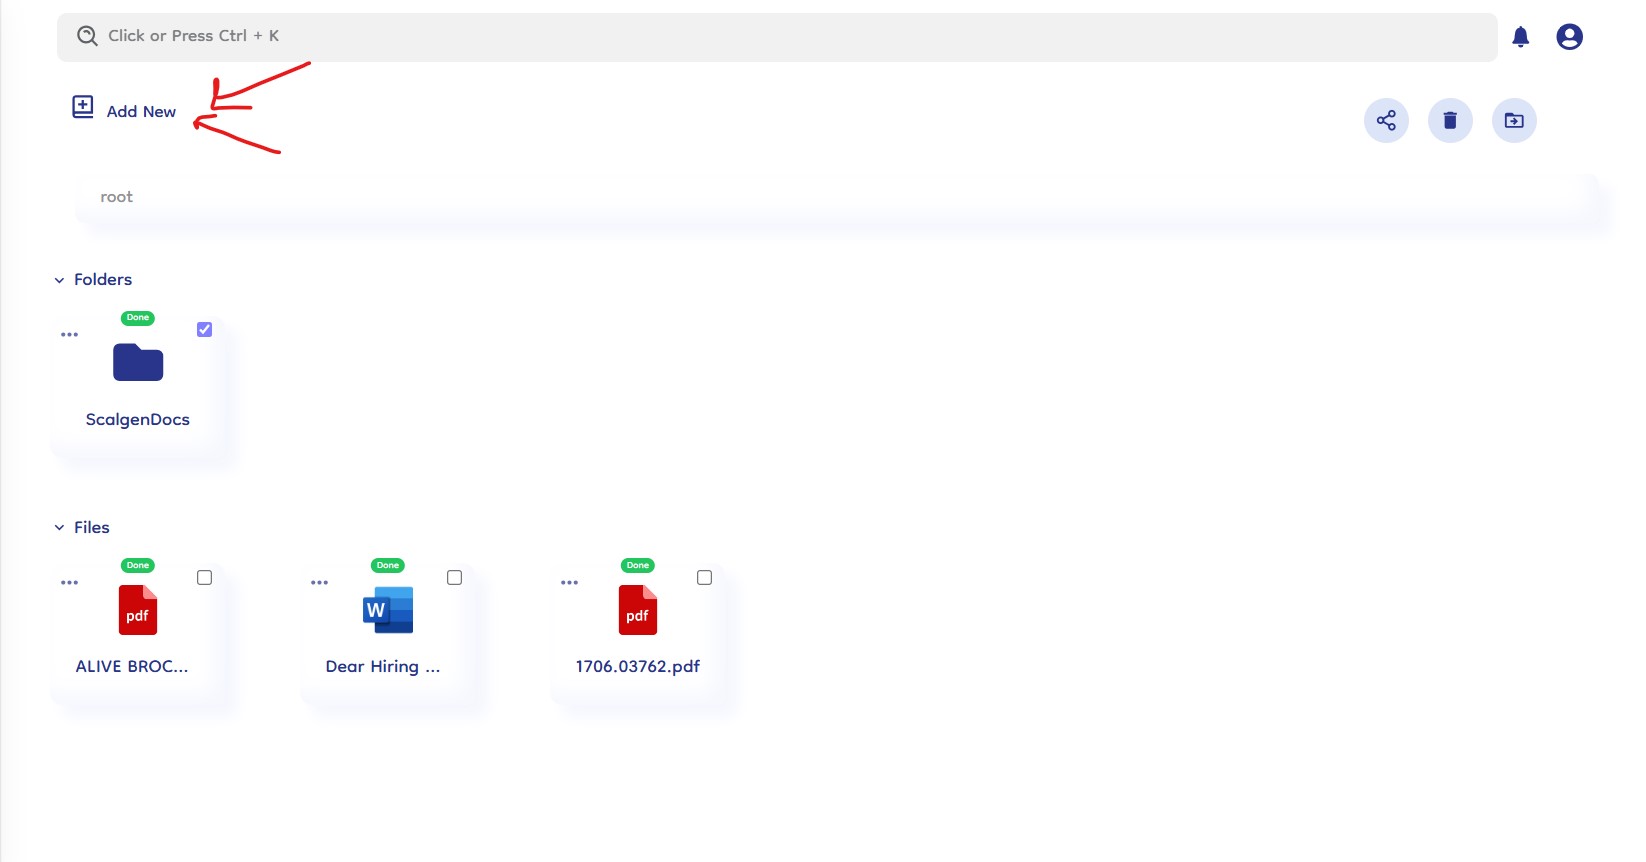 Click or Press Ctrl + K
Add New
root
Folders
Done
ScalgenDocs
Files
Done Done Done
pdf W pdf
ALIVE BROC... Dear Hiring ... 1706.03762.pdf